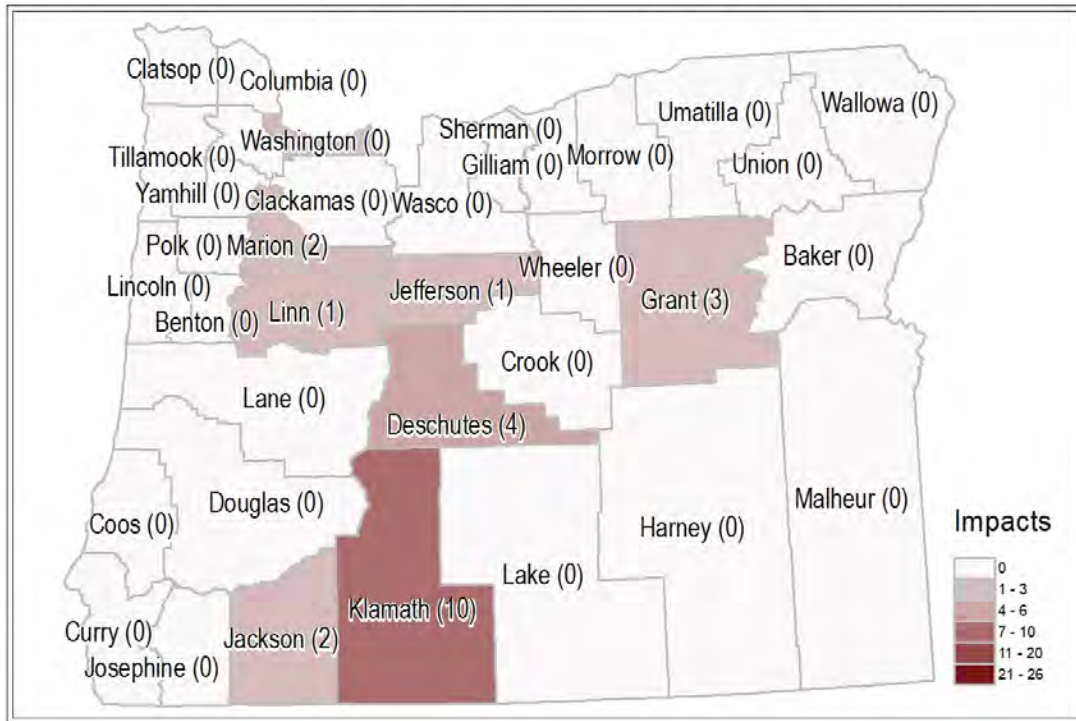 Clatsop (0)
Columbia (0)
Washington (0)
Tillamook (0)
Yamhill (0)
Clackamas (0)
Sherman (0)
Gilliam (0)
Wasco (0)
Morrow (0)
Umatilla (0)
Union (0)
Wallowa (0)
Polk (0)
Marion (2)
Lincoln (0)
Benton (0)
Linn (1)
Jefferson (1)
Wheeler (0)
Grant (3)
Baker (0)
Crook (0)
Lane (0)
Deschutes (4)
Douglas (0)
Coos (0)
Curry (0)
Josephine (0)
Jackson (2)
Klamath (10)
Lake (0)
Harney (0)
Malheur (0)
Impacts
0
1 - 3
4 - 6
7 - 10
11 - 20
21 - 26